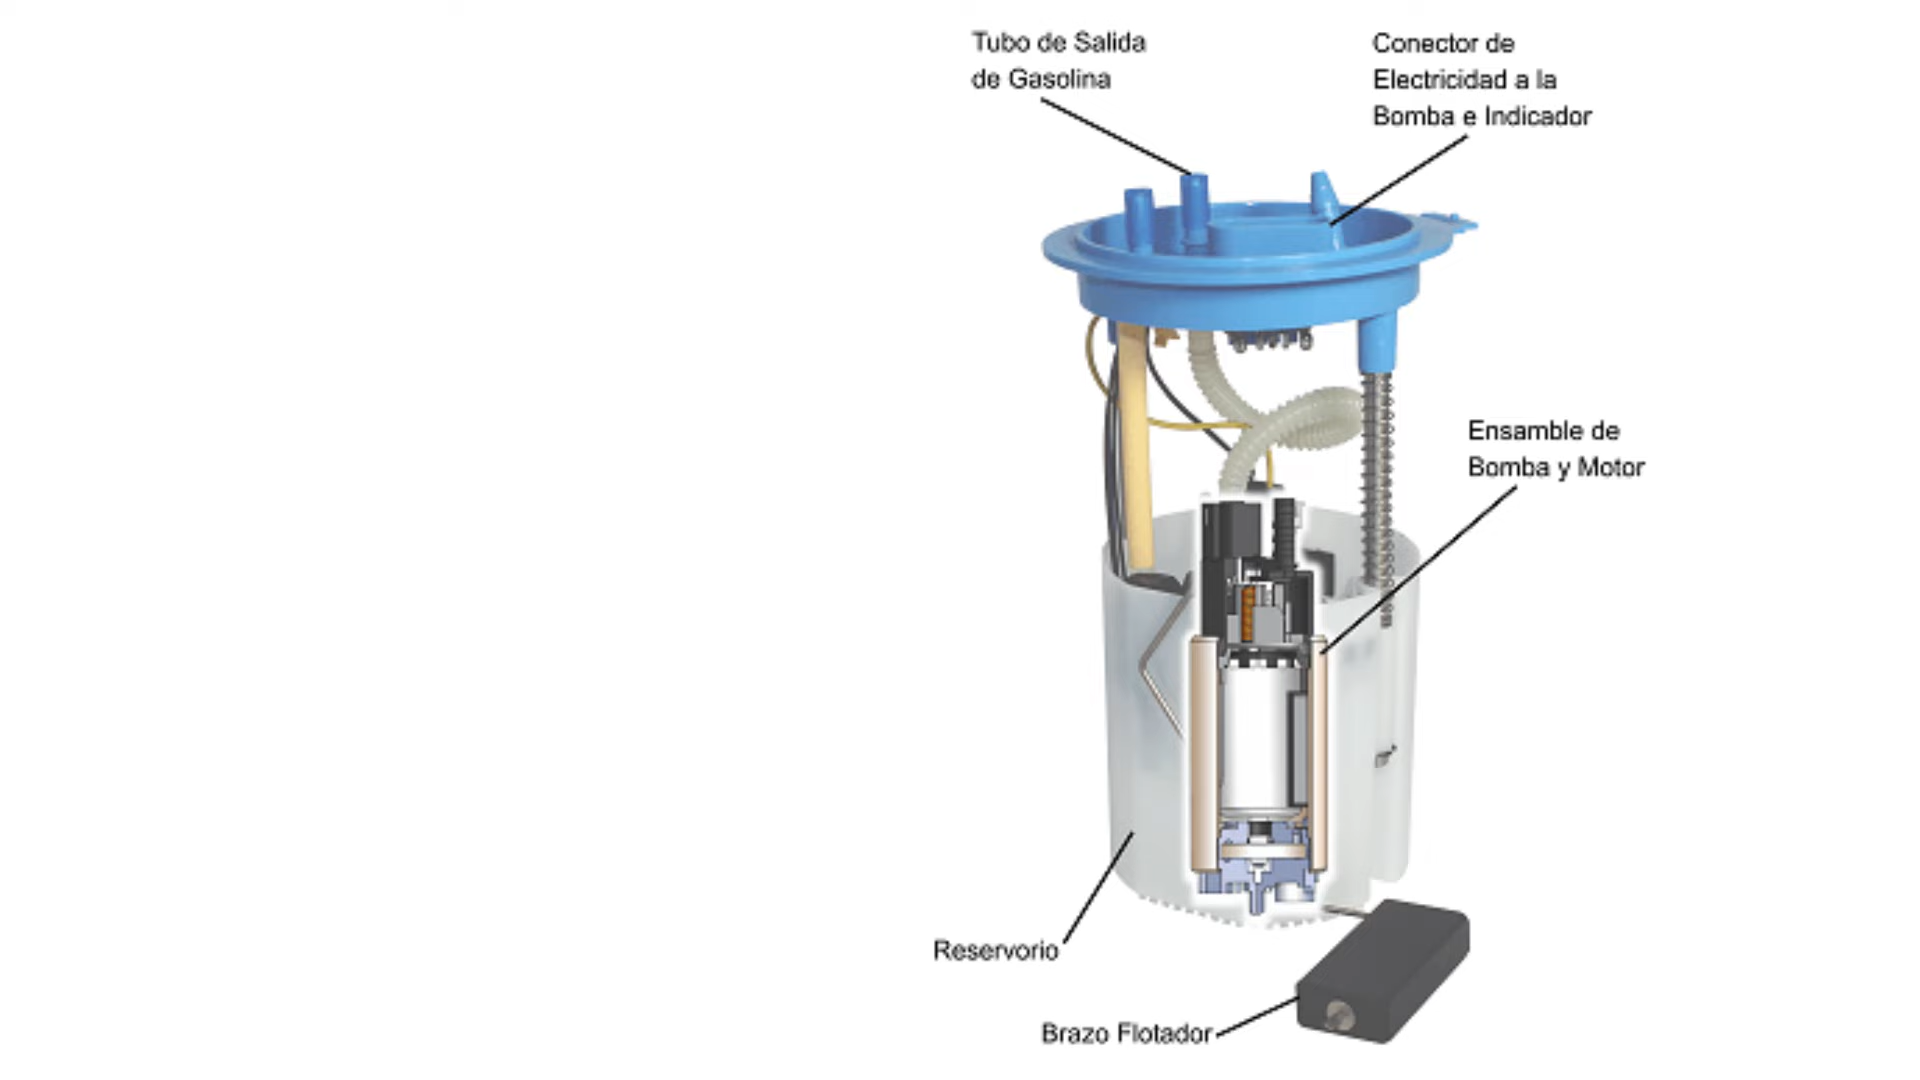 Tubo de Salida
de Gasolina
Conector de
Electricidad a la
Bomba e Indicador
Ensamble de
Bomba y Motor
Reservorio
Brazo Flotador